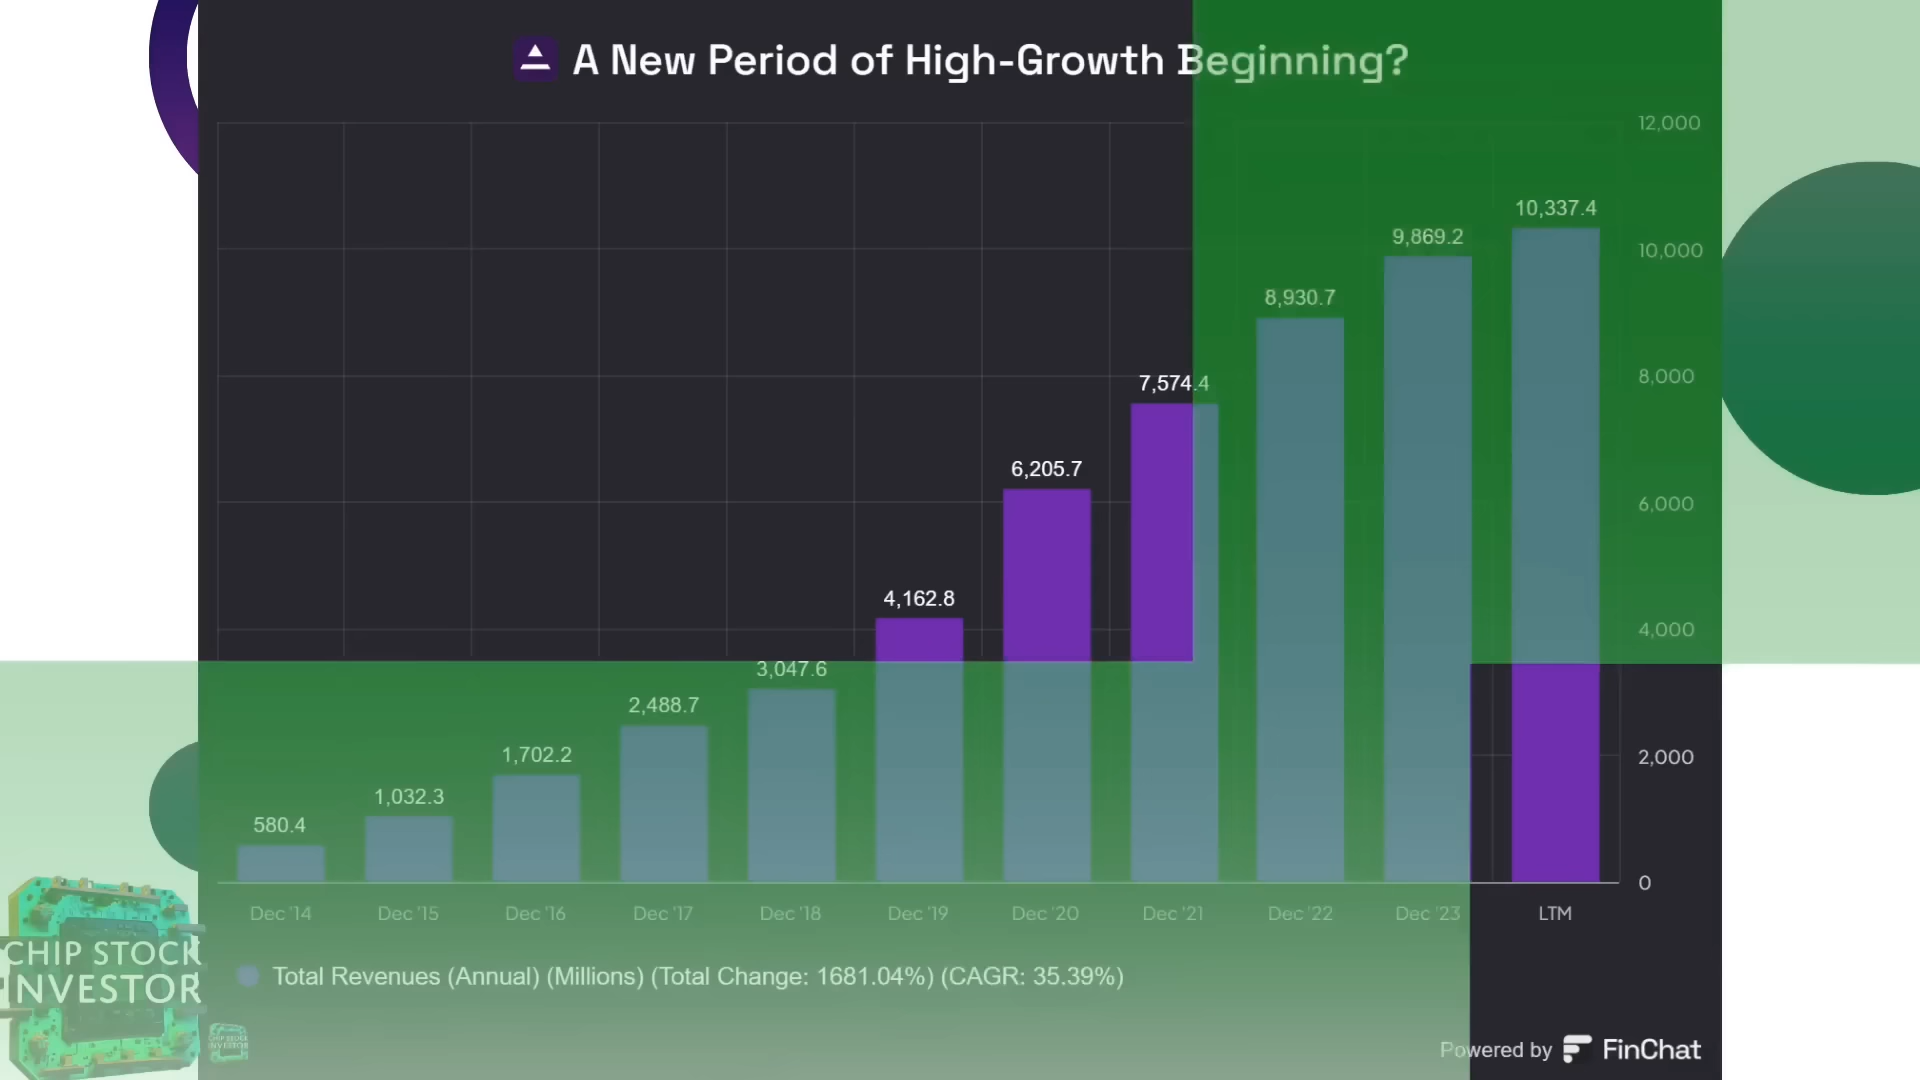 A New Period of High-Growth Beginning?
12,000
10,000
8,000
6,000
4,000
2,000
0
580.4
1,032.3
1,702.2
2,488.7
3,047.6
4,162.8
6,205.7
7,574.4
8,930.7
9,869.2
10,337.4
Dec '14
Dec '15
Dec '16
Dec '17
Dec '18
Dec '19
Dec '20
Dec '21
Dec '22
Dec '23
LTM
Total Revenues (Annual) (Millions) (Total Change: 1681.04%) (CAGR: 35.39%)
CHIP STOCK
INVESTOR
CHIP STOCK
INVESTOR
Powered by FinChat